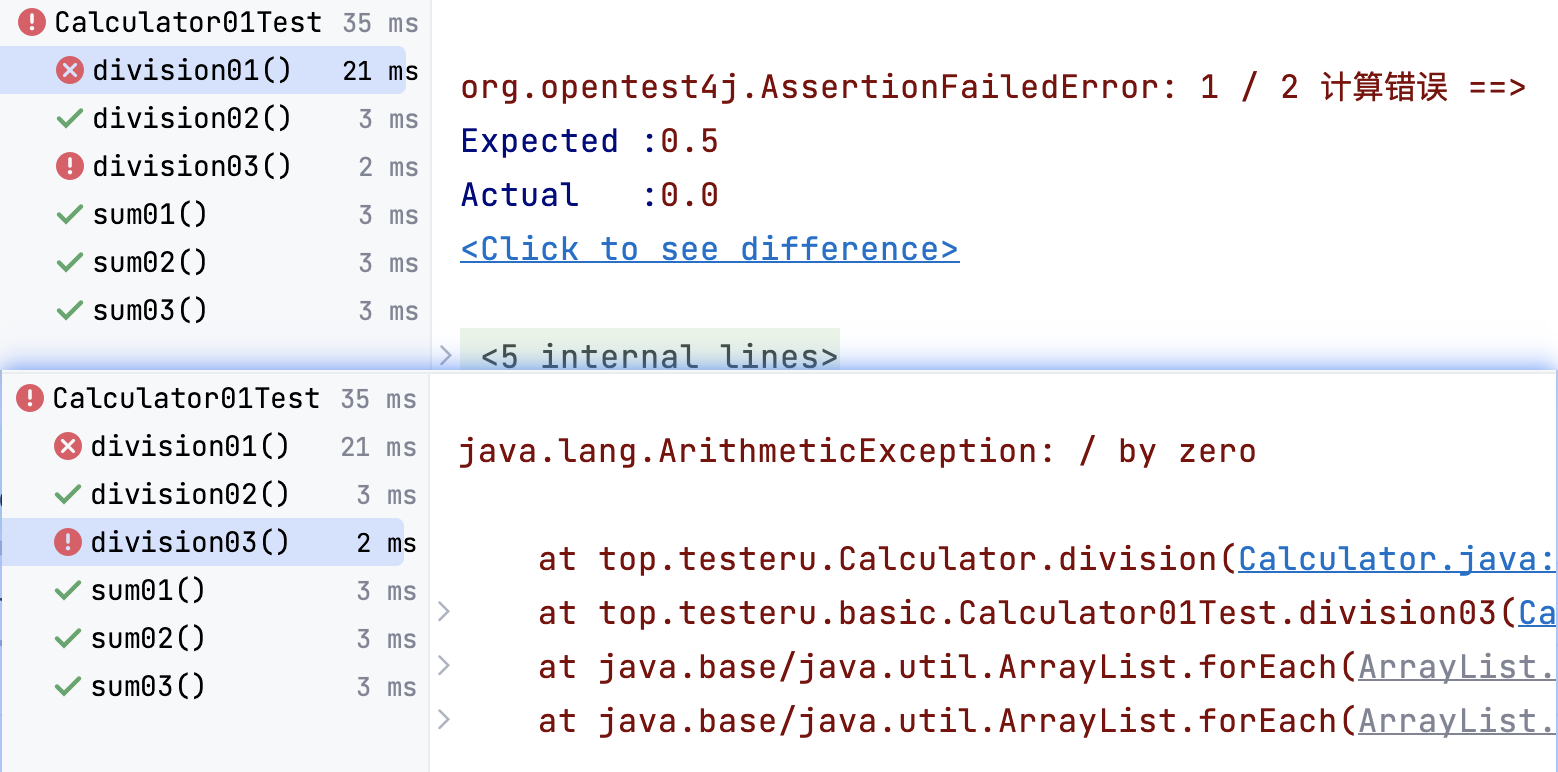 Calculator01Test 35 ms
division01() 21 ms
division02() 3 ms
division03() 2 ms
sum01() 3 ms
sum02() 3 ms
sum03() 3 ms
org.opentest4j.AssertionFailedError: 1 / 2 计算错误 ==>
Expected :0.5
Actual   :0.0
<Click to see difference>
<5 internal lines>
Calculator01Test 35 ms
division01() 21 ms
division02() 3 ms
division03() 2 ms
sum01() 3 ms
sum02() 3 ms
sum03() 3 ms
java.lang.ArithmeticException: / by zero
at top.testeru.Calculator.division(Calculator.java:
at top.testeru.basic.Calculator01Test.division03(Ca
at java.base/java.util.ArrayList.forEach(ArrayList.
at java.base/java.util.ArrayList.forEach(ArrayList.